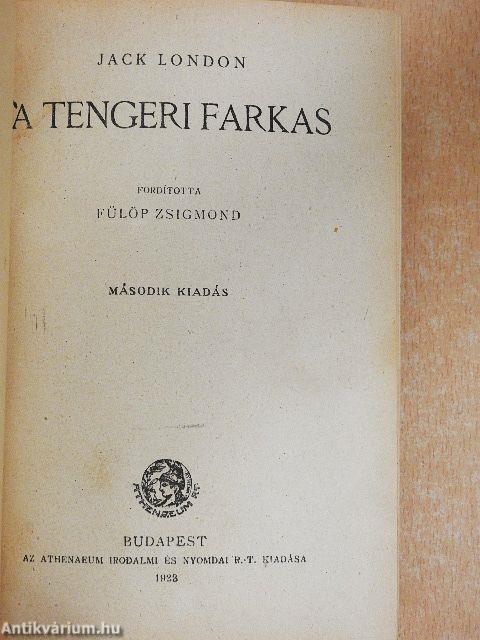 JACK LONDON
A TENGERI FARKAS
FORDÍTOTTA
FÜLÖP ZSIGMOND
MÁSODIK KIADÁS
ATHENAEUM R.T.
BUDAPEST
AZ ATHENAEUM IRODALMI ÉS NYOMDAI R.-T. KIADÁSA
1923
Antikvárium.hu